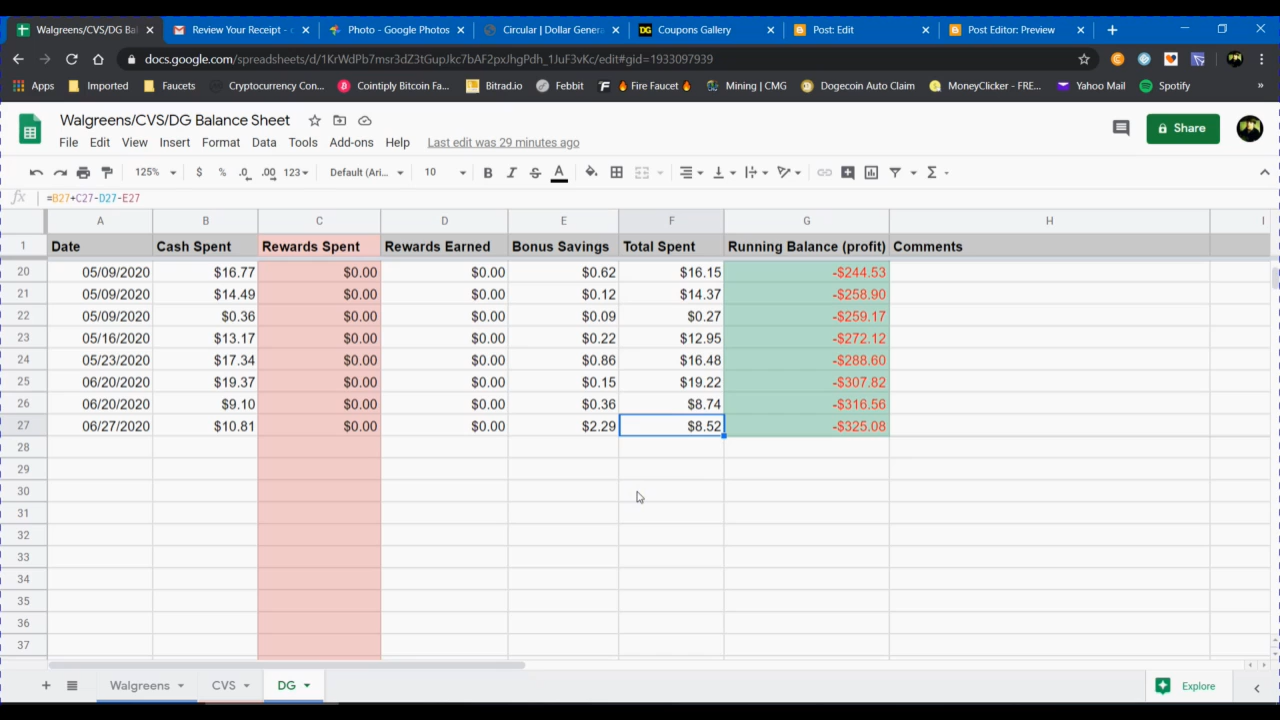 Walgreens/CVS/DG Bal
Review Your Receipt -
Photo - Google Photos
Circular | Dollar Gener
DG Coupons Gallery
Post: Edit
Post Editor: Preview
docs.google.com/spreadsheets/d/1KrWdPb7msr3dZ3tGupJkc7bAF2pxJhgPdh_1JuF3vKc/edit#gid=1933097939
Apps Imported Faucets Cryptocurrency Con... Cointiply Bitcoin Fa... Bitrad.io Febbit Fire Faucet Mining | CMG Dogecoin Auto Claim MoneyClicker - FRE... Yahoo Mail Spotify »
Walgreens/CVS/DG Balance Sheet
Share
File Edit View Insert Format Data Tools Add-ons Help Last edit was 29 minutes ago
125% $ % .0 .00 123 Default (Ari... 10 B I S A Σ
fx =B27+C27-D27-E27
A B C D E F G H I
1 Date Cash Spent Rewards Spent Rewards Earned Bonus Savings Total Spent Running Balance (profit) Comments
20 05/09/2020 $16.77 $0.00 $0.00 $0.62 $16.15 -$244.53
21 05/09/2020 $14.49 $0.00 $0.00 $0.12 $14.37 -$258.90
22 05/09/2020 $0.36 $0.00 $0.00 $0.09 $0.27 -$259.17
23 05/16/2020 $13.17 $0.00 $0.00 $0.22 $12.95 -$272.12
24 05/23/2020 $17.34 $0.00 $0.00 $0.86 $16.48 -$288.60
25 06/20/2020 $19.37 $0.00 $0.00 $0.15 $19.22 -$307.82
26 06/20/2020 $9.10 $0.00 $0.00 $0.36 $8.74 -$316.56
27 06/27/2020 $10.81 $0.00 $0.00 $2.29 $8.52 -$325.08
28
29
30
31
32
33
34
35
36
37
Walgreens CVS DG Explore